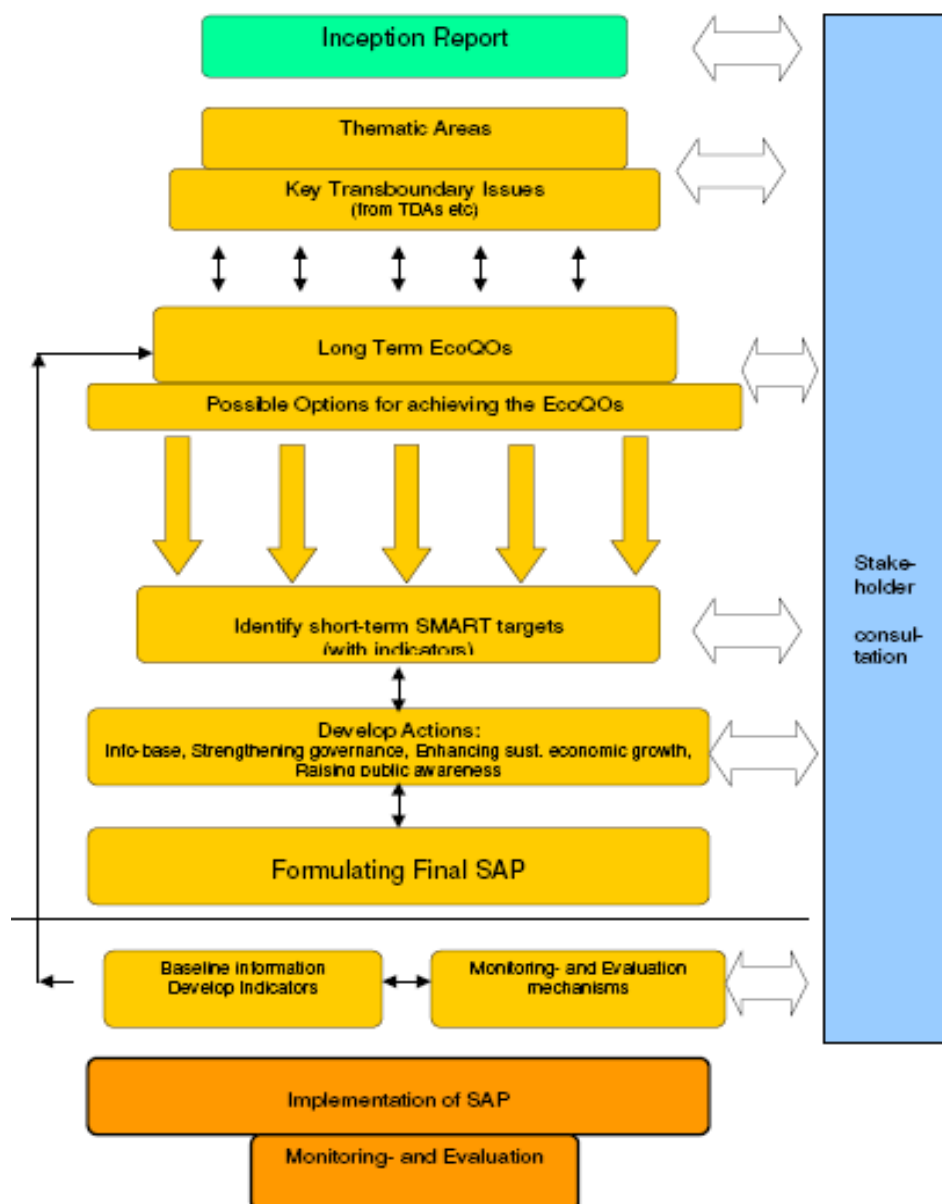 Inception Report
Thematic Areas
Key Transboundary Issues
(from TDAs etc)
Long Term EcoQOs
Possible Options for achieving the EcoQOs
Identify short-term SMART targets
(with indicators)
Develop Actions:
Info-base, Strengthening governance, Enhancing sust. economic growth,
Raising public awareness
Formulating Final SAP
Baseline information
Develop Indicators
Monitoring- and Evaluation
mechanisms
Implementation of SAP
Monitoring- and Evaluation
Stake-
holder
consul-
tation